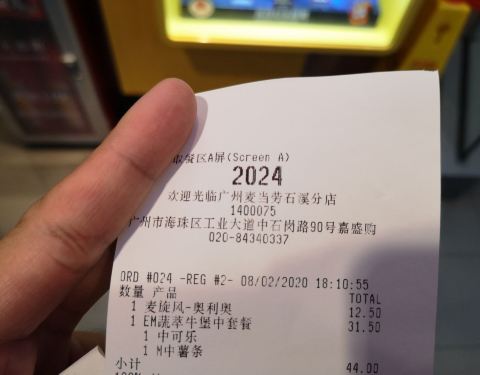 取餐区A屏(Screen A)
2024
欢迎光临广州麦当劳石溪分店
1400075
广州市海珠区工业大道中石岗路90号嘉盛购
020-84340337
ORD #024 -REG #2- 08/02/2020 18:10:55
数量 产品 TOTAL
1 麦旋风-奥利奥 12.50
1 EM蔬萃牛堡中套餐 31.50
1 中可乐
1 M中薯条
小计 44.00